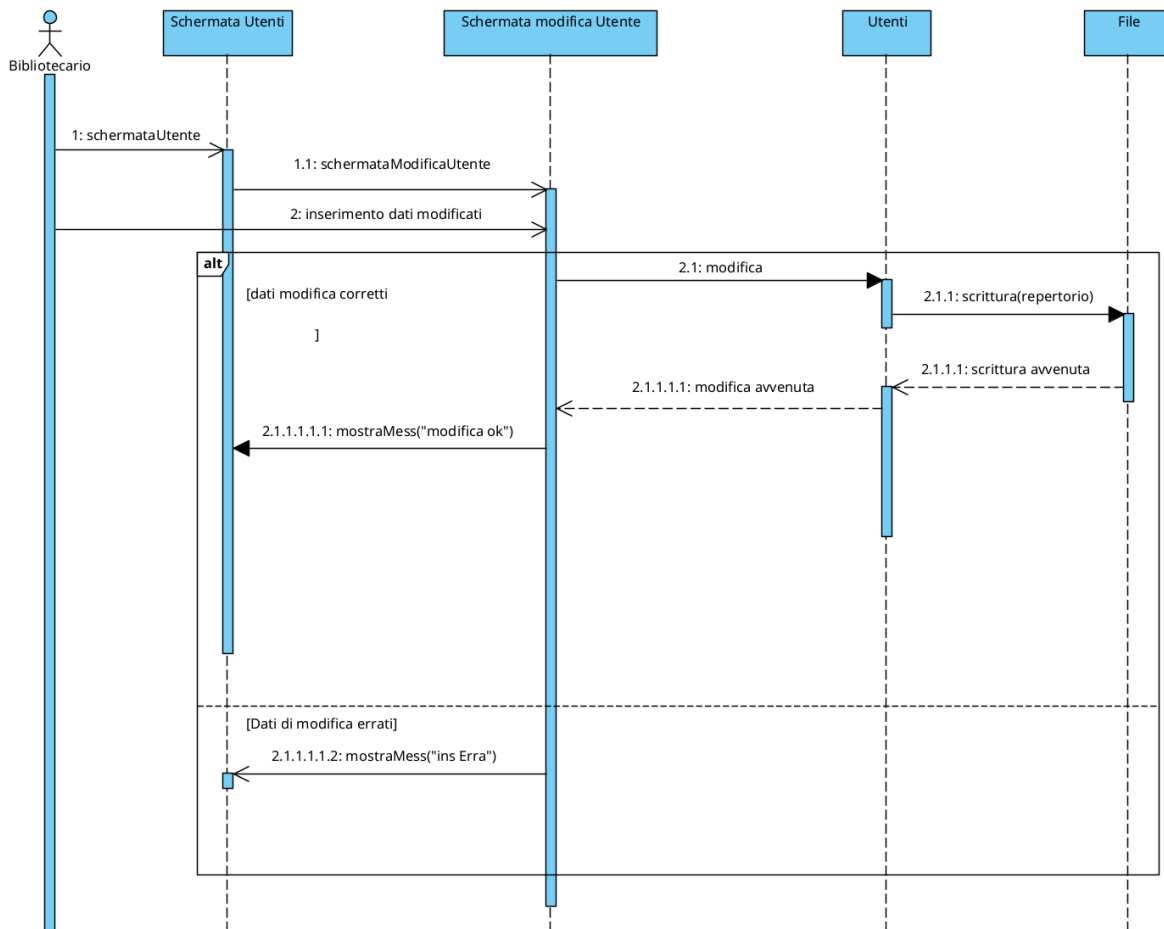 Schermata Utenti
Schermata modifica Utente
Utenti
File
Bibliotecario
1: schermataUtente
1.1: schermataModificaUtente
2: inserimento dati modificati
alt
2.1: modifica
[dati modifica corretti
]
2.1.1: scrittura(repertorio)
2.1.1.1: scrittura avvenuta
2.1.1.1.1: modifica avvenuta
2.1.1.1.1.1: mostraMess("modifica ok")
[Dati di modifica errati]
2.1.1.1.1.2: mostraMess("ins Erra")